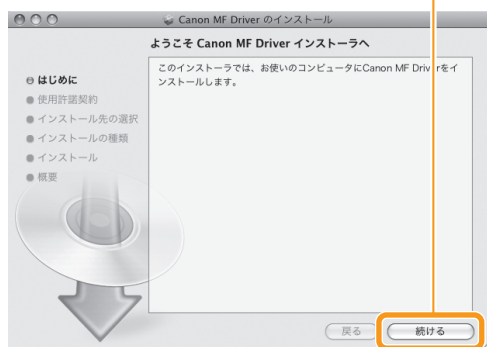 Canon MF Driver のインストール
ようこそ Canon MF Driver インストーラへ
はじめに
使用許諾契約
インストール先の選択
インストールの種類
インストール
概要
このインストーラでは、お使いのコンピュータにCanon MF Driverをイ
ンストールします。
戻る
続ける